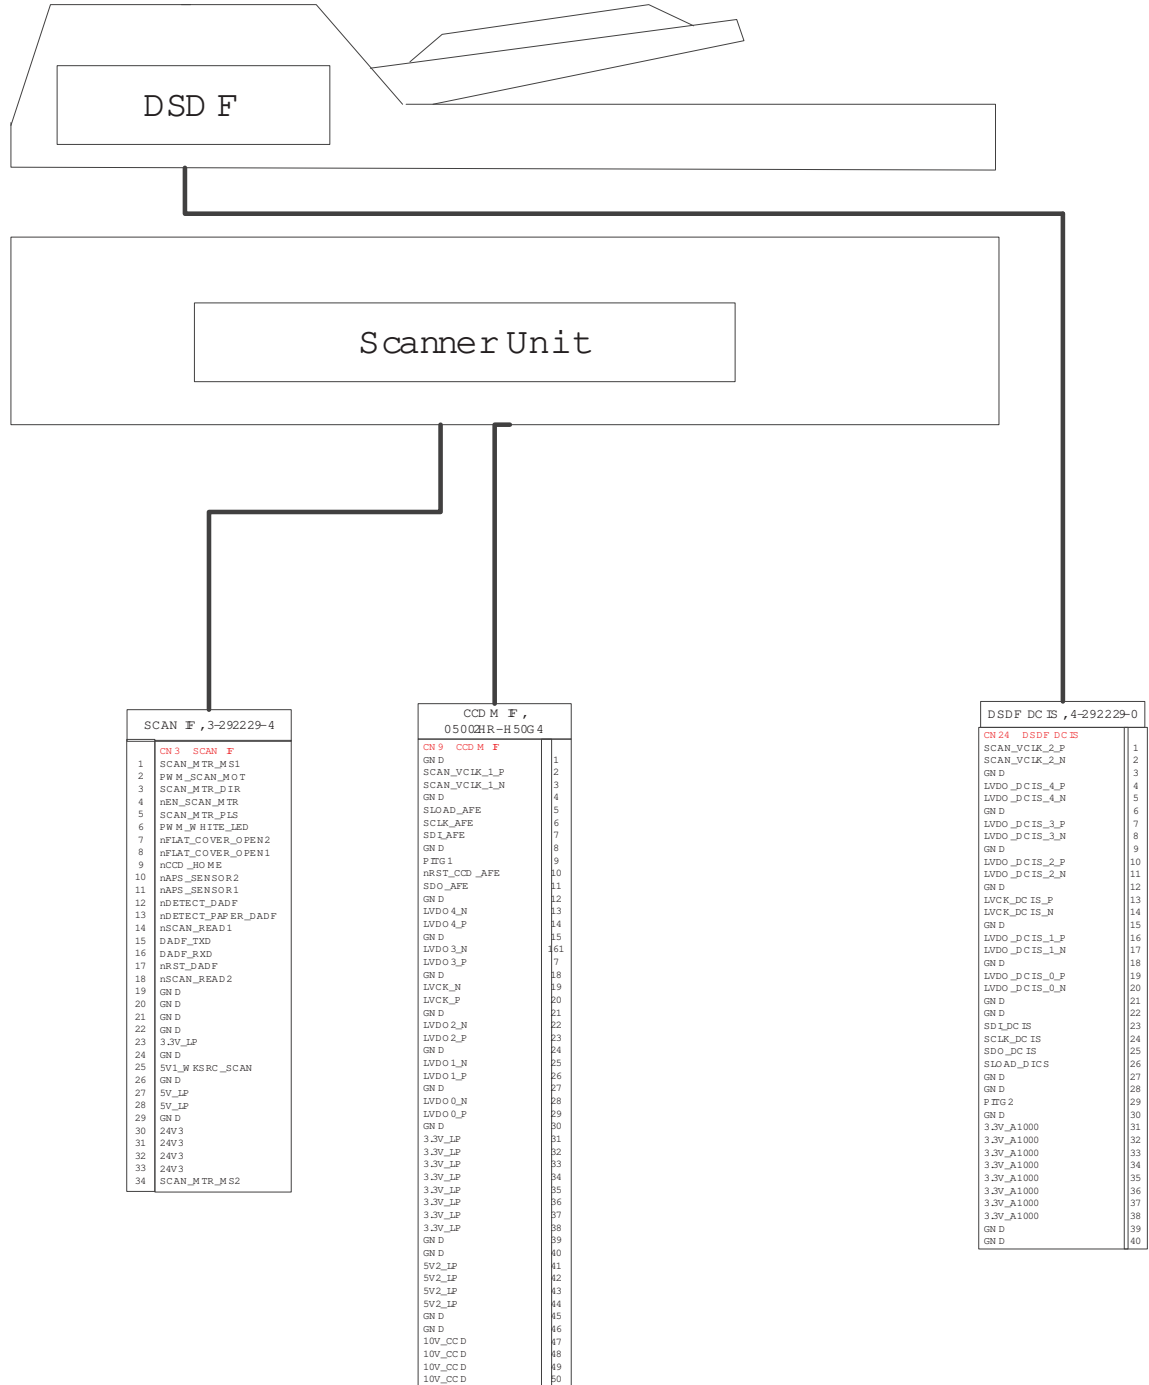 DSDF
Scanner Unit
SCAN IF, 3-292229-4
CN3 SCAN IF
1 SCAN_MTR_MS1
2 PWM_SCAN_MOT
3 SCAN_MTR_DIR
4 nEN_SCAN_MTR
5 SCAN_MTR_PLS
6 PWM_WHITE_LED
7 nFLAT_COVER_OPEN2
8 nFLAT_COVER_OPEN1
9 nCCD_HOME
10 nAPS_SENSOR2
11 nAPS_SENSOR1
12 nDETECT_DADF
13 nDETECT_PAPER_DADF
14 nSCAN_READ1
15 DADF_TXD
16 DADF_RXD
17 nRST_DADF
18 nSCAN_READ2
19 GND
20 GND
21 GND
22 GND
23 3.3V_LP
24 GND
25 5V1_WKSRC_SCAN
26 GND
27 5V_LP
28 5V_LP
29 GND
30 24V3
31 24V3
32 24V3
33 24V3
34 SCAN_MTR_MS2
CCDM IF,
05002HR-H50G4
CN9 CCDM IF
GND 1
SCAN_VCLK_1_P 2
SCAN_VCLK_1_N 3
GND 4
SLOAD_AFE 5
SCLK_AFE 6
SDI_AFE 7
GND 8
PITG1 9
nRST_CCD_AFE 10
SDO_AFE 11
GND 12
LVDO4_N 13
LVDO4_P 14
GND 15
LVDO3_N 161
LVDO3_P 7
GND 18
LVCK_N 19
LVCK_P 20
GND 21
LVDO2_N 22
LVDO2_P 23
GND 24
LVDO1_N 25
LVDO1_P 26
GND 27
LVDO0_N 28
LVDO0_P 29
GND 30
3.3V_LP 31
3.3V_LP 32
3.3V_LP 33
3.3V_LP 34
3.3V_LP 35
3.3V_LP 36
3.3V_LP 37
3.3V_LP 38
GND 39
GND 40
5V2_LP 41
5V2_LP 42
5V2_LP 43
5V2_LP 44
GND 45
GND 46
10V_CCD 47
10V_CCD 48
10V_CCD 49
10V_CCD 50
DSDF DCIS, 4-292229-0
CN24 DSDF DCIS
SCAN_VCLK_2_P 1
SCAN_VCLK_2_N 2
GND 3
LVDO_DCIS_4_P 4
LVDO_DCIS_4_N 5
GND 6
LVDO_DCIS_3_P 7
LVDO_DCIS_3_N 8
GND 9
LVDO_DCIS_2_P 10
LVDO_DCIS_2_N 11
GND 12
LVCK_DCIS_P 13
LVCK_DCIS_N 14
GND 15
LVDO_DCIS_1_P 16
LVDO_DCIS_1_N 17
GND 18
LVDO_DCIS_0_P 19
LVDO_DCIS_0_N 20
GND 21
GND 22
SDI_DCIS 23
SCLK_DCIS 24
SDO_DCIS 25
SLOAD_DICS 26
GND 27
GND 28
PITG2 29
GND 30
3.3V_A1000 31
3.3V_A1000 32
3.3V_A1000 33
3.3V_A1000 34
3.3V_A1000 35
3.3V_A1000 36
3.3V_A1000 37
3.3V_A1000 38
GND 39
GND 40